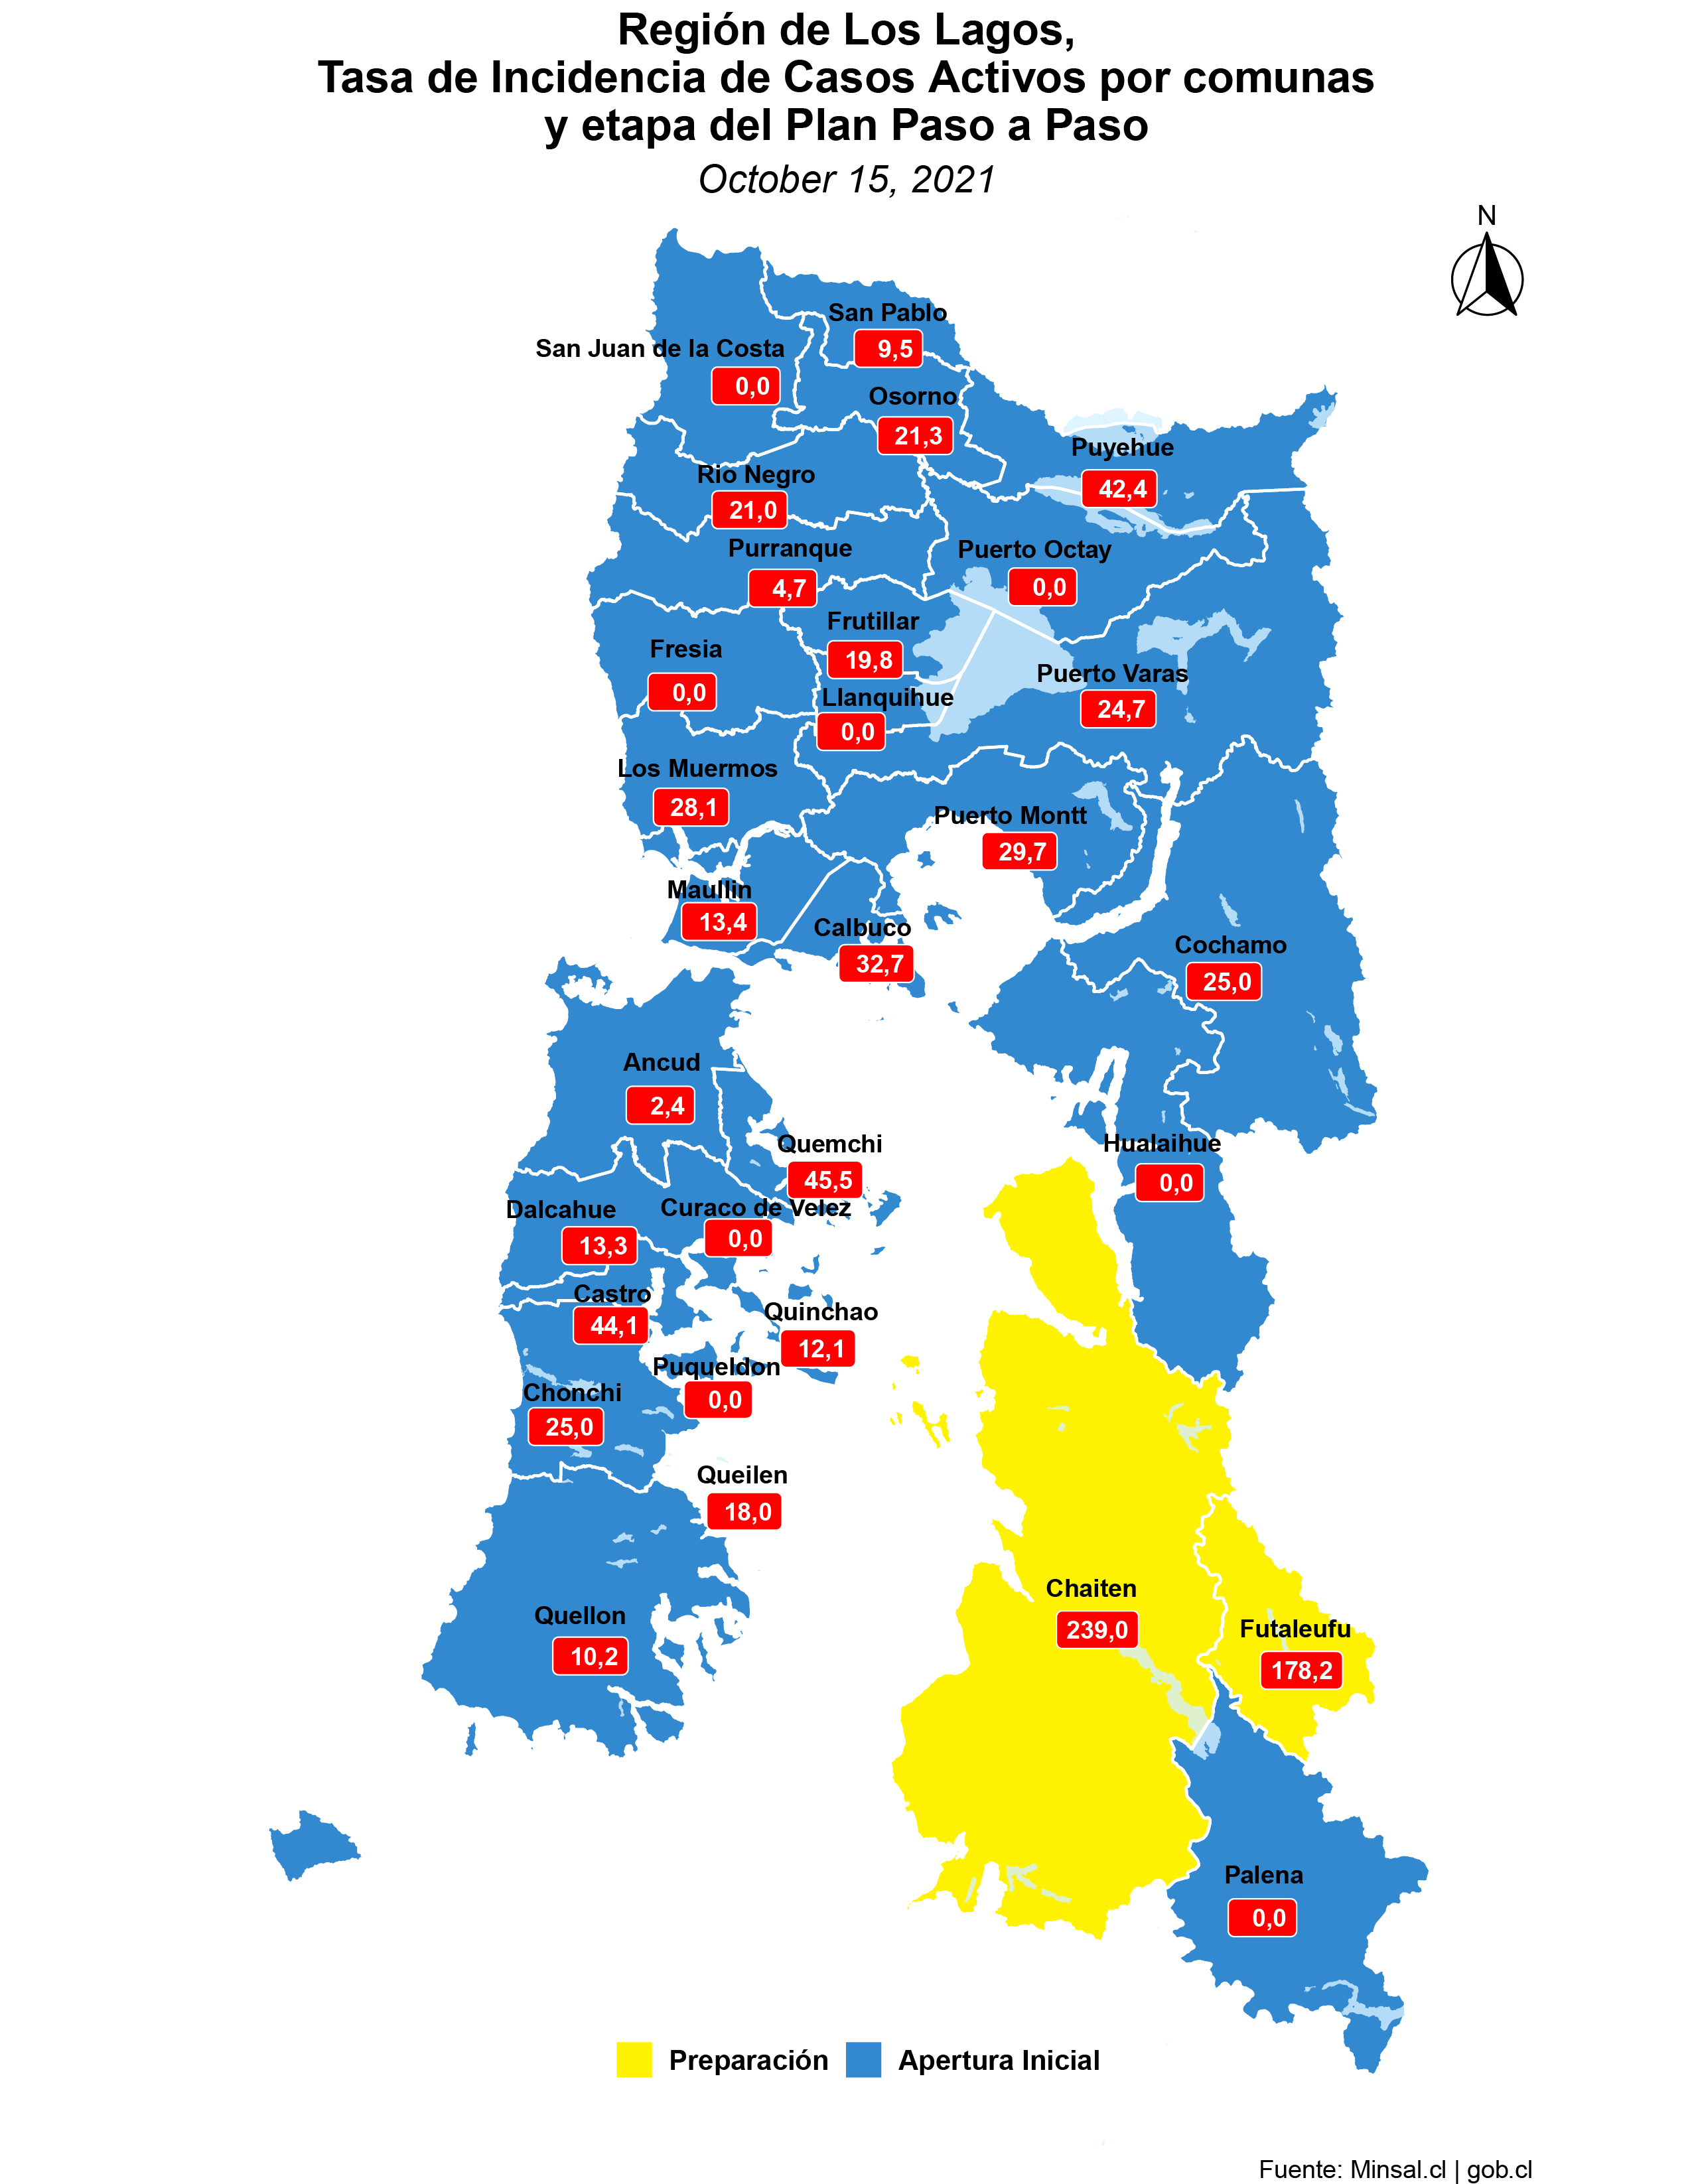 Región de Los Lagos,
Tasa de Incidencia de Casos Activos por comunas
y etapa del Plan Paso a Paso
October 15, 2021
N
San Pablo
9,5
San Juan de la Costa
0,0
Osorno
21,3
Puyehue
42,4
Rio Negro
21,0
Purranque
4,7
Puerto Octay
0,0
Frutillar
19,8
Fresia
0,0
Puerto Varas
24,7
Llanquihue
0,0
Los Muermos
28,1
Puerto Montt
29,7
Maullin
13,4
Calbuco
32,7
Cochamo
25,0
Ancud
2,4
Quemchi
45,5
Hualaihue
0,0
Dalcahue
13,3
Curaco de Velez
0,0
Castro
44,1
Quinchao
12,1
Puqueldon
0,0
Chonchi
25,0
Queilen
18,0
Chaiten
239,0
Quellon
10,2
Futaleufu
178,2
Palena
0,0
Preparación
Apertura Inicial
Fuente: Minsal.cl | gob.cl